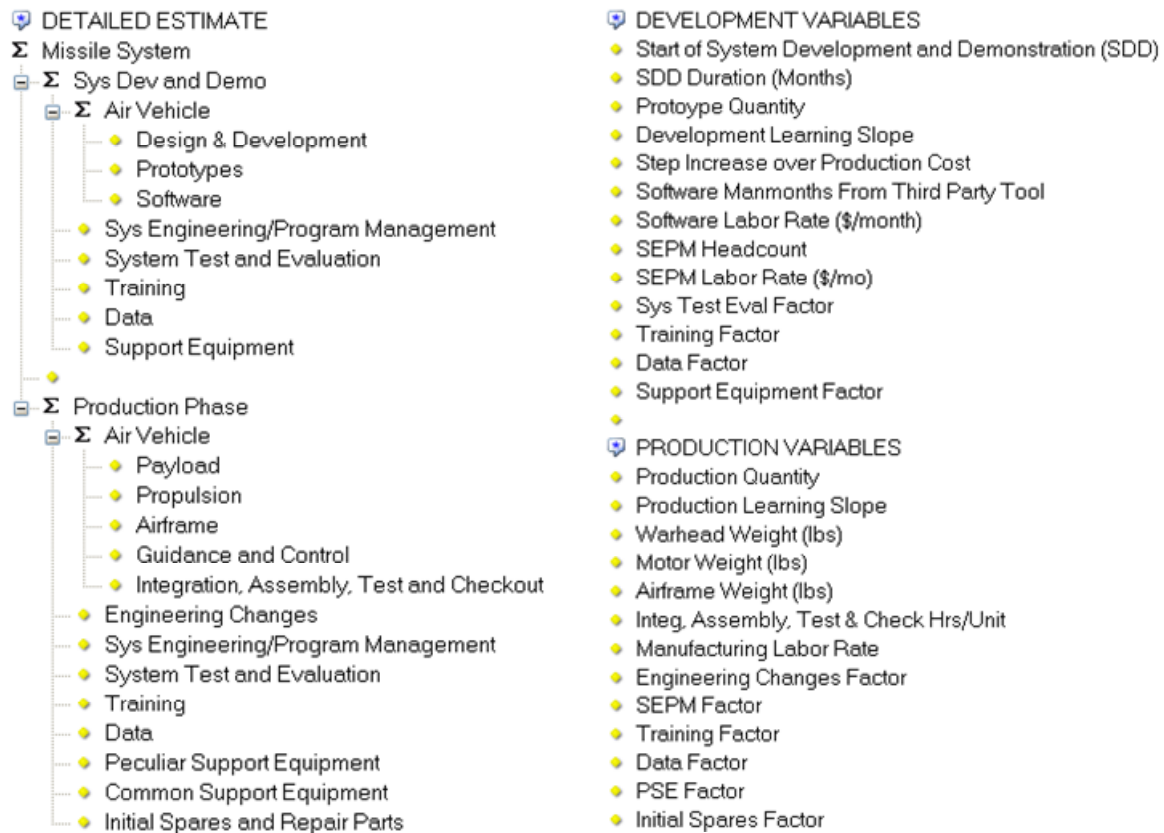 DETAILED ESTIMATE
Σ Missile System
Σ Sys Dev and Demo
Σ Air Vehicle
Design & Development
Prototypes
Software
Sys Engineering/Program Management
System Test and Evaluation
Training
Data
Support Equipment
Σ Production Phase
Σ Air Vehicle
Payload
Propulsion
Airframe
Guidance and Control
Integration, Assembly, Test and Checkout
Engineering Changes
Sys Engineering/Program Management
System Test and Evaluation
Training
Data
Peculiar Support Equipment
Common Support Equipment
Initial Spares and Repair Parts
DEVELOPMENT VARIABLES
Start of System Development and Demonstration (SDD)
SDD Duration (Months)
Protoype Quantity
Development Learning Slope
Step Increase over Production Cost
Software Manmonths From Third Party Tool
Software Labor Rate ($/month)
SEPM Headcount
SEPM Labor Rate ($/mo)
Sys Test Eval Factor
Training Factor
Data Factor
Support Equipment Factor
PRODUCTION VARIABLES
Production Quantity
Production Learning Slope
Warhead Weight (lbs)
Motor Weight (lbs)
Airframe Weight (lbs)
Integ, Assembly, Test & Check Hrs/Unit
Manufacturing Labor Rate
Engineering Changes Factor
SEPM Factor
Training Factor
Data Factor
PSE Factor
Initial Spares Factor